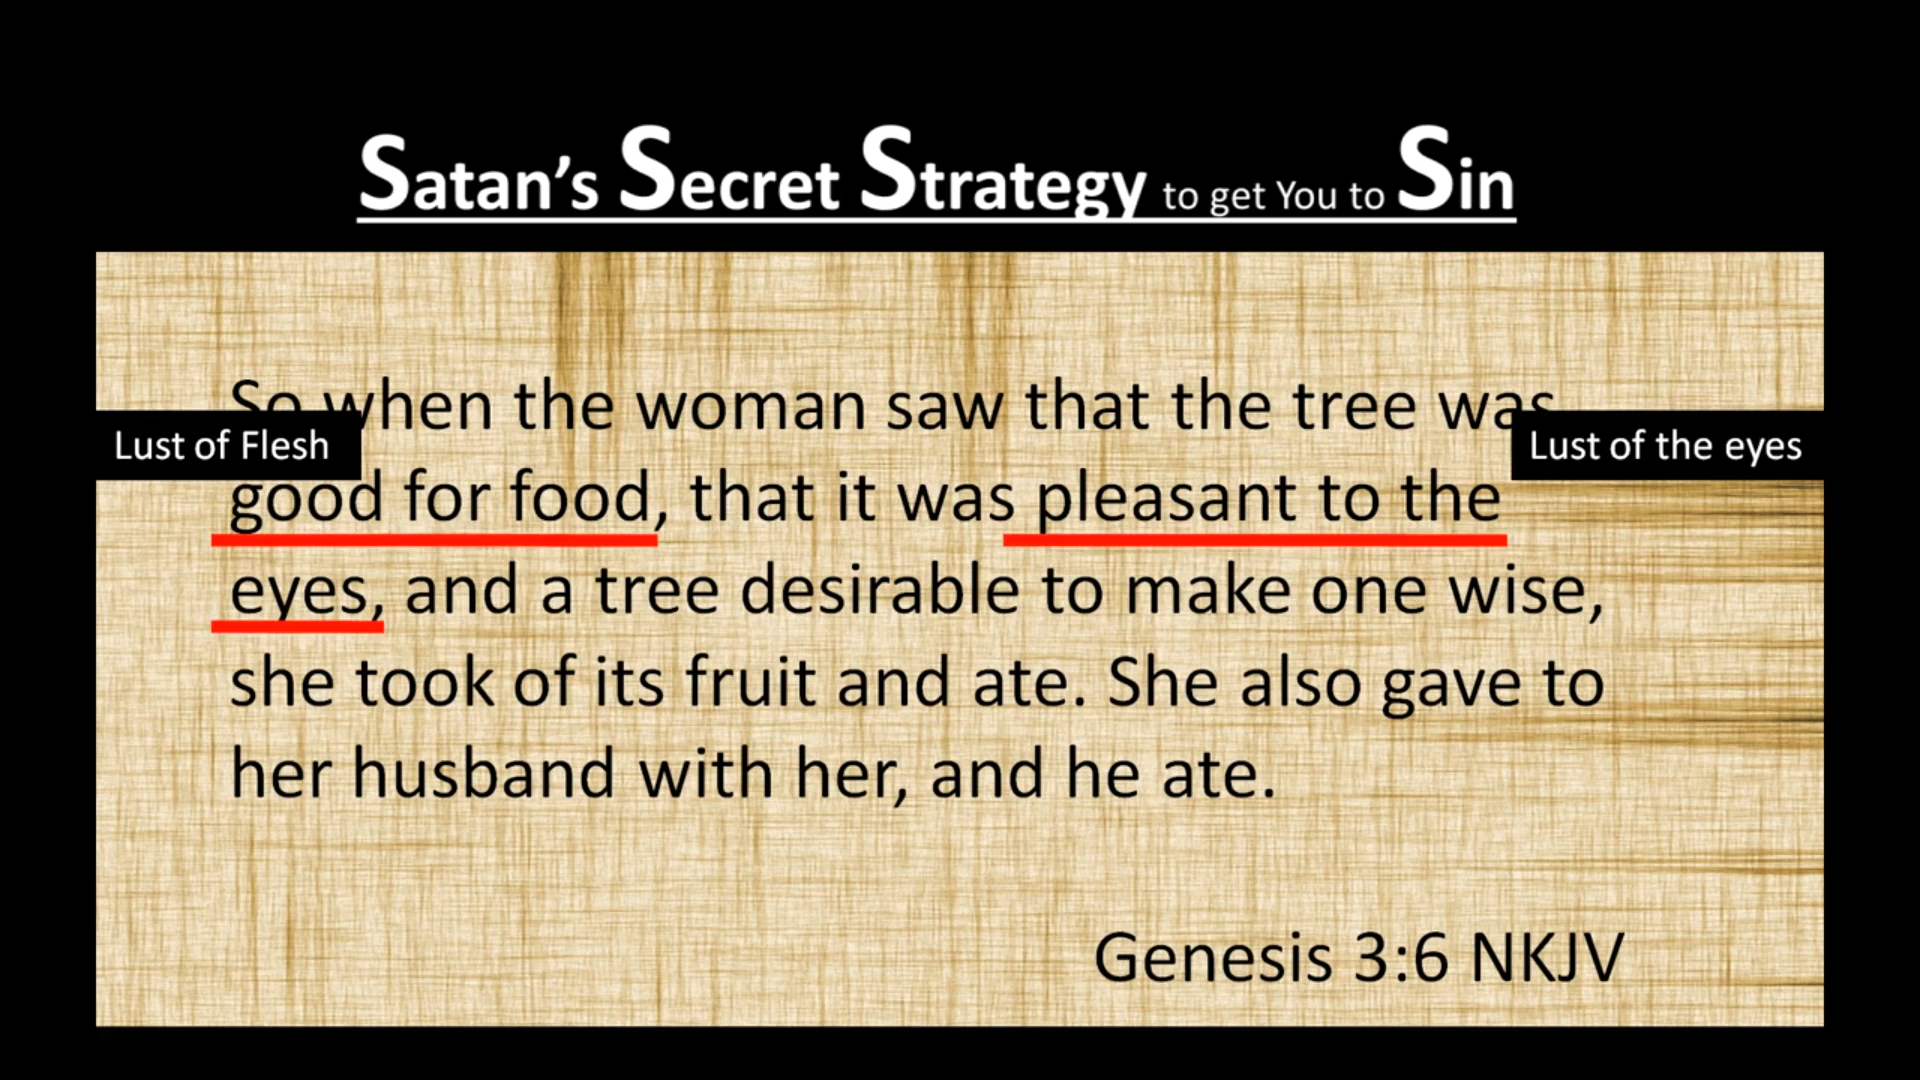 Satan's Secret Strategy to get You to Sin
So when the woman saw that the tree was
Lust of Flesh
Lust of the eyes
good for food, that it was pleasant to the
eyes, and a tree desirable to make one wise,
she took of its fruit and ate. She also gave to
her husband with her, and he ate.
Genesis 3:6 NKJV